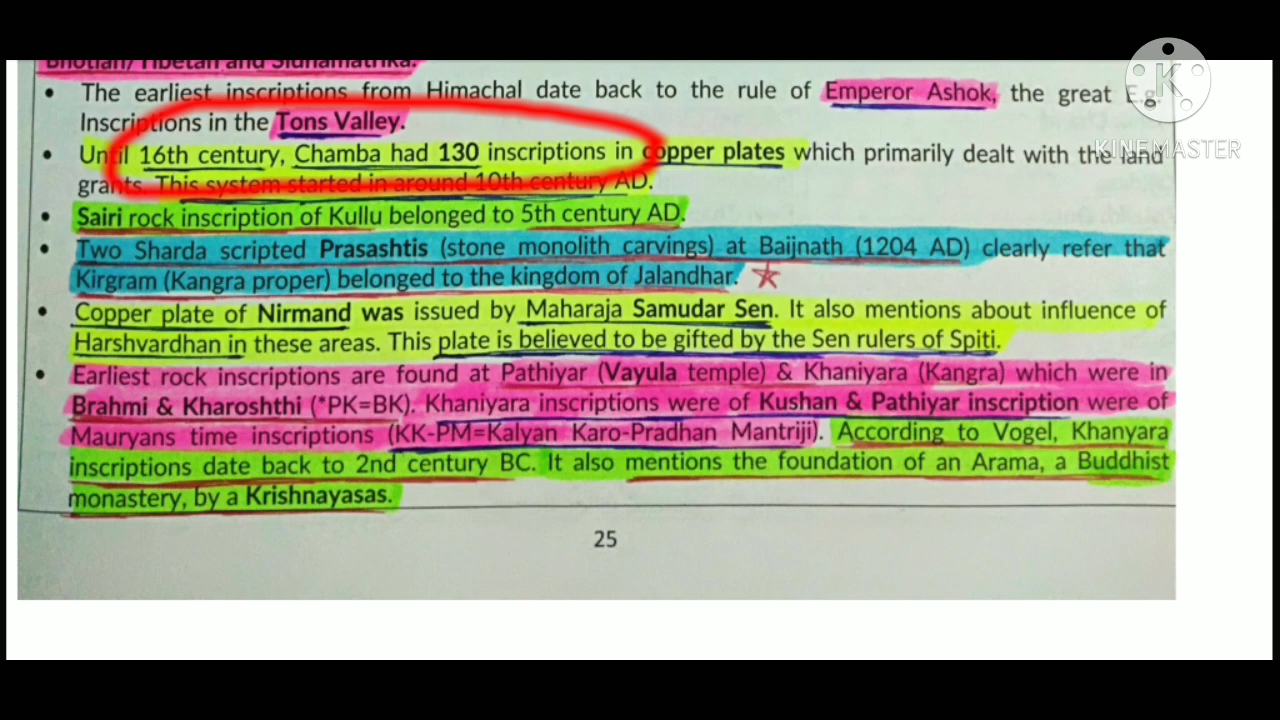 Bhotian/ Tibetan and Sidhamatrika.
• The earliest inscriptions from Himachal date back to the rule of Emperor Ashok, the great E.g.
Inscriptions in the Tons Valley.
• Until 16th century, Chamba had 130 inscriptions in copper plates which primarily dealt with the land
grants. This system started in around 10th century AD.
• Sairi rock inscription of Kullu belonged to 5th century AD.
• Two Sharda scripted Prasashtis (stone monolith carvings) at Baijnath (1204 AD) clearly refer that
Kirgram (Kangra proper) belonged to the kingdom of Jalandhar.
• Copper plate of Nirmand was issued by Maharaja Samudar Sen. It also mentions about influence of
Harshvardhan in these areas. This plate is believed to be gifted by the Sen rulers of Spiti.
• Earliest rock inscriptions are found at Pathiyar (Vayula temple) & Khaniyara (Kangra) which were in
Brahmi & Kharoshthi (*PK=BK). Khaniyara inscriptions were of Kushan & Pathiyar inscription were of
Mauryans time inscriptions (KK-PM=Kalyan Karo-Pradhan Mantriji). According to Vogel, Khanyara
inscriptions date back to 2nd century BC. It also mentions the foundation of an Arama, a Buddhist
monastery, by a Krishnayasas.
25
K
KINEMASTER